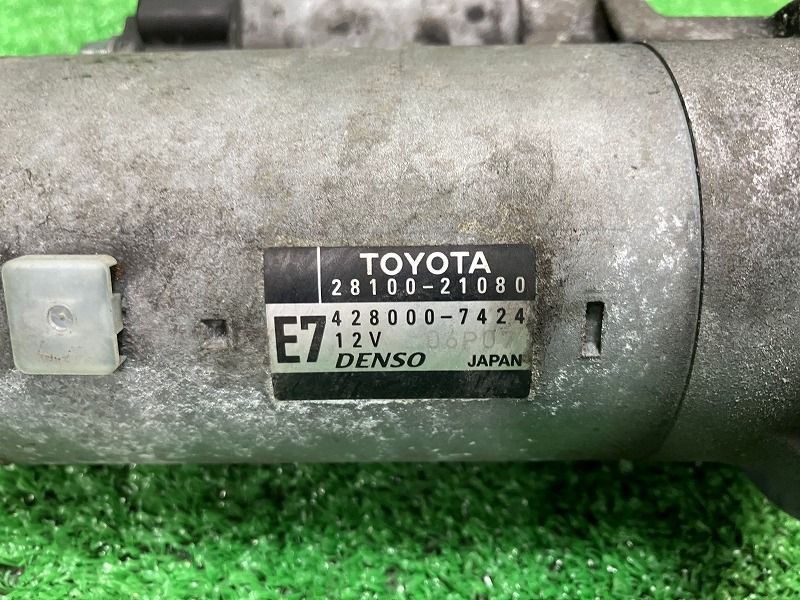 TOYOTA
28100-21080
428000-7424
E7 12V
DENSO JAPAN